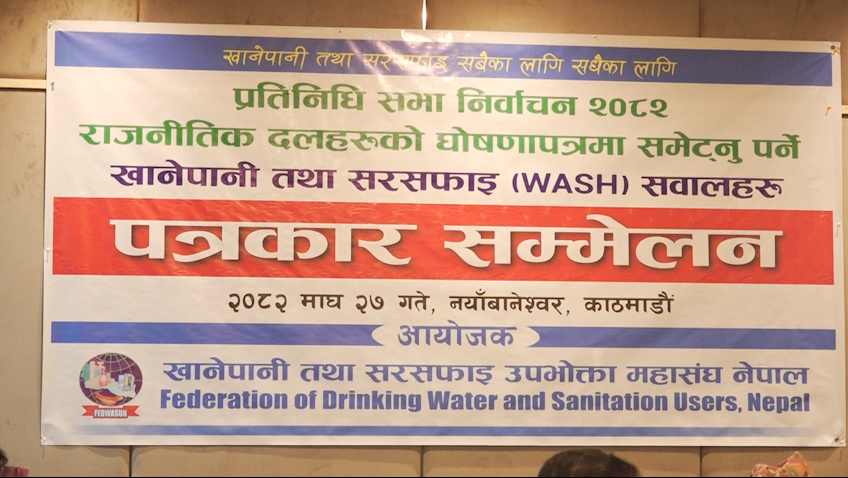 खानेपानी तथा सरसफाइ सबैका लागि सधैका लागि
प्रतिनिधि सभा निर्वाचन २०८२
राजनीतिक दलहरुको घोषणापत्रमा समेट्नु पर्ने
खानेपानी तथा सरसफाइ (WASH) सवालहरु
पत्रकार सम्मेलन
२०८२ माघ २७ गते, नयाँबानेश्वर, काठमाडौं
आयोजक
खानेपानी तथा सरसफाइ उपभोक्ता महासंघ नेपाल
Federation of Drinking Water and Sanitation Users, Nepal
FEDWASUN